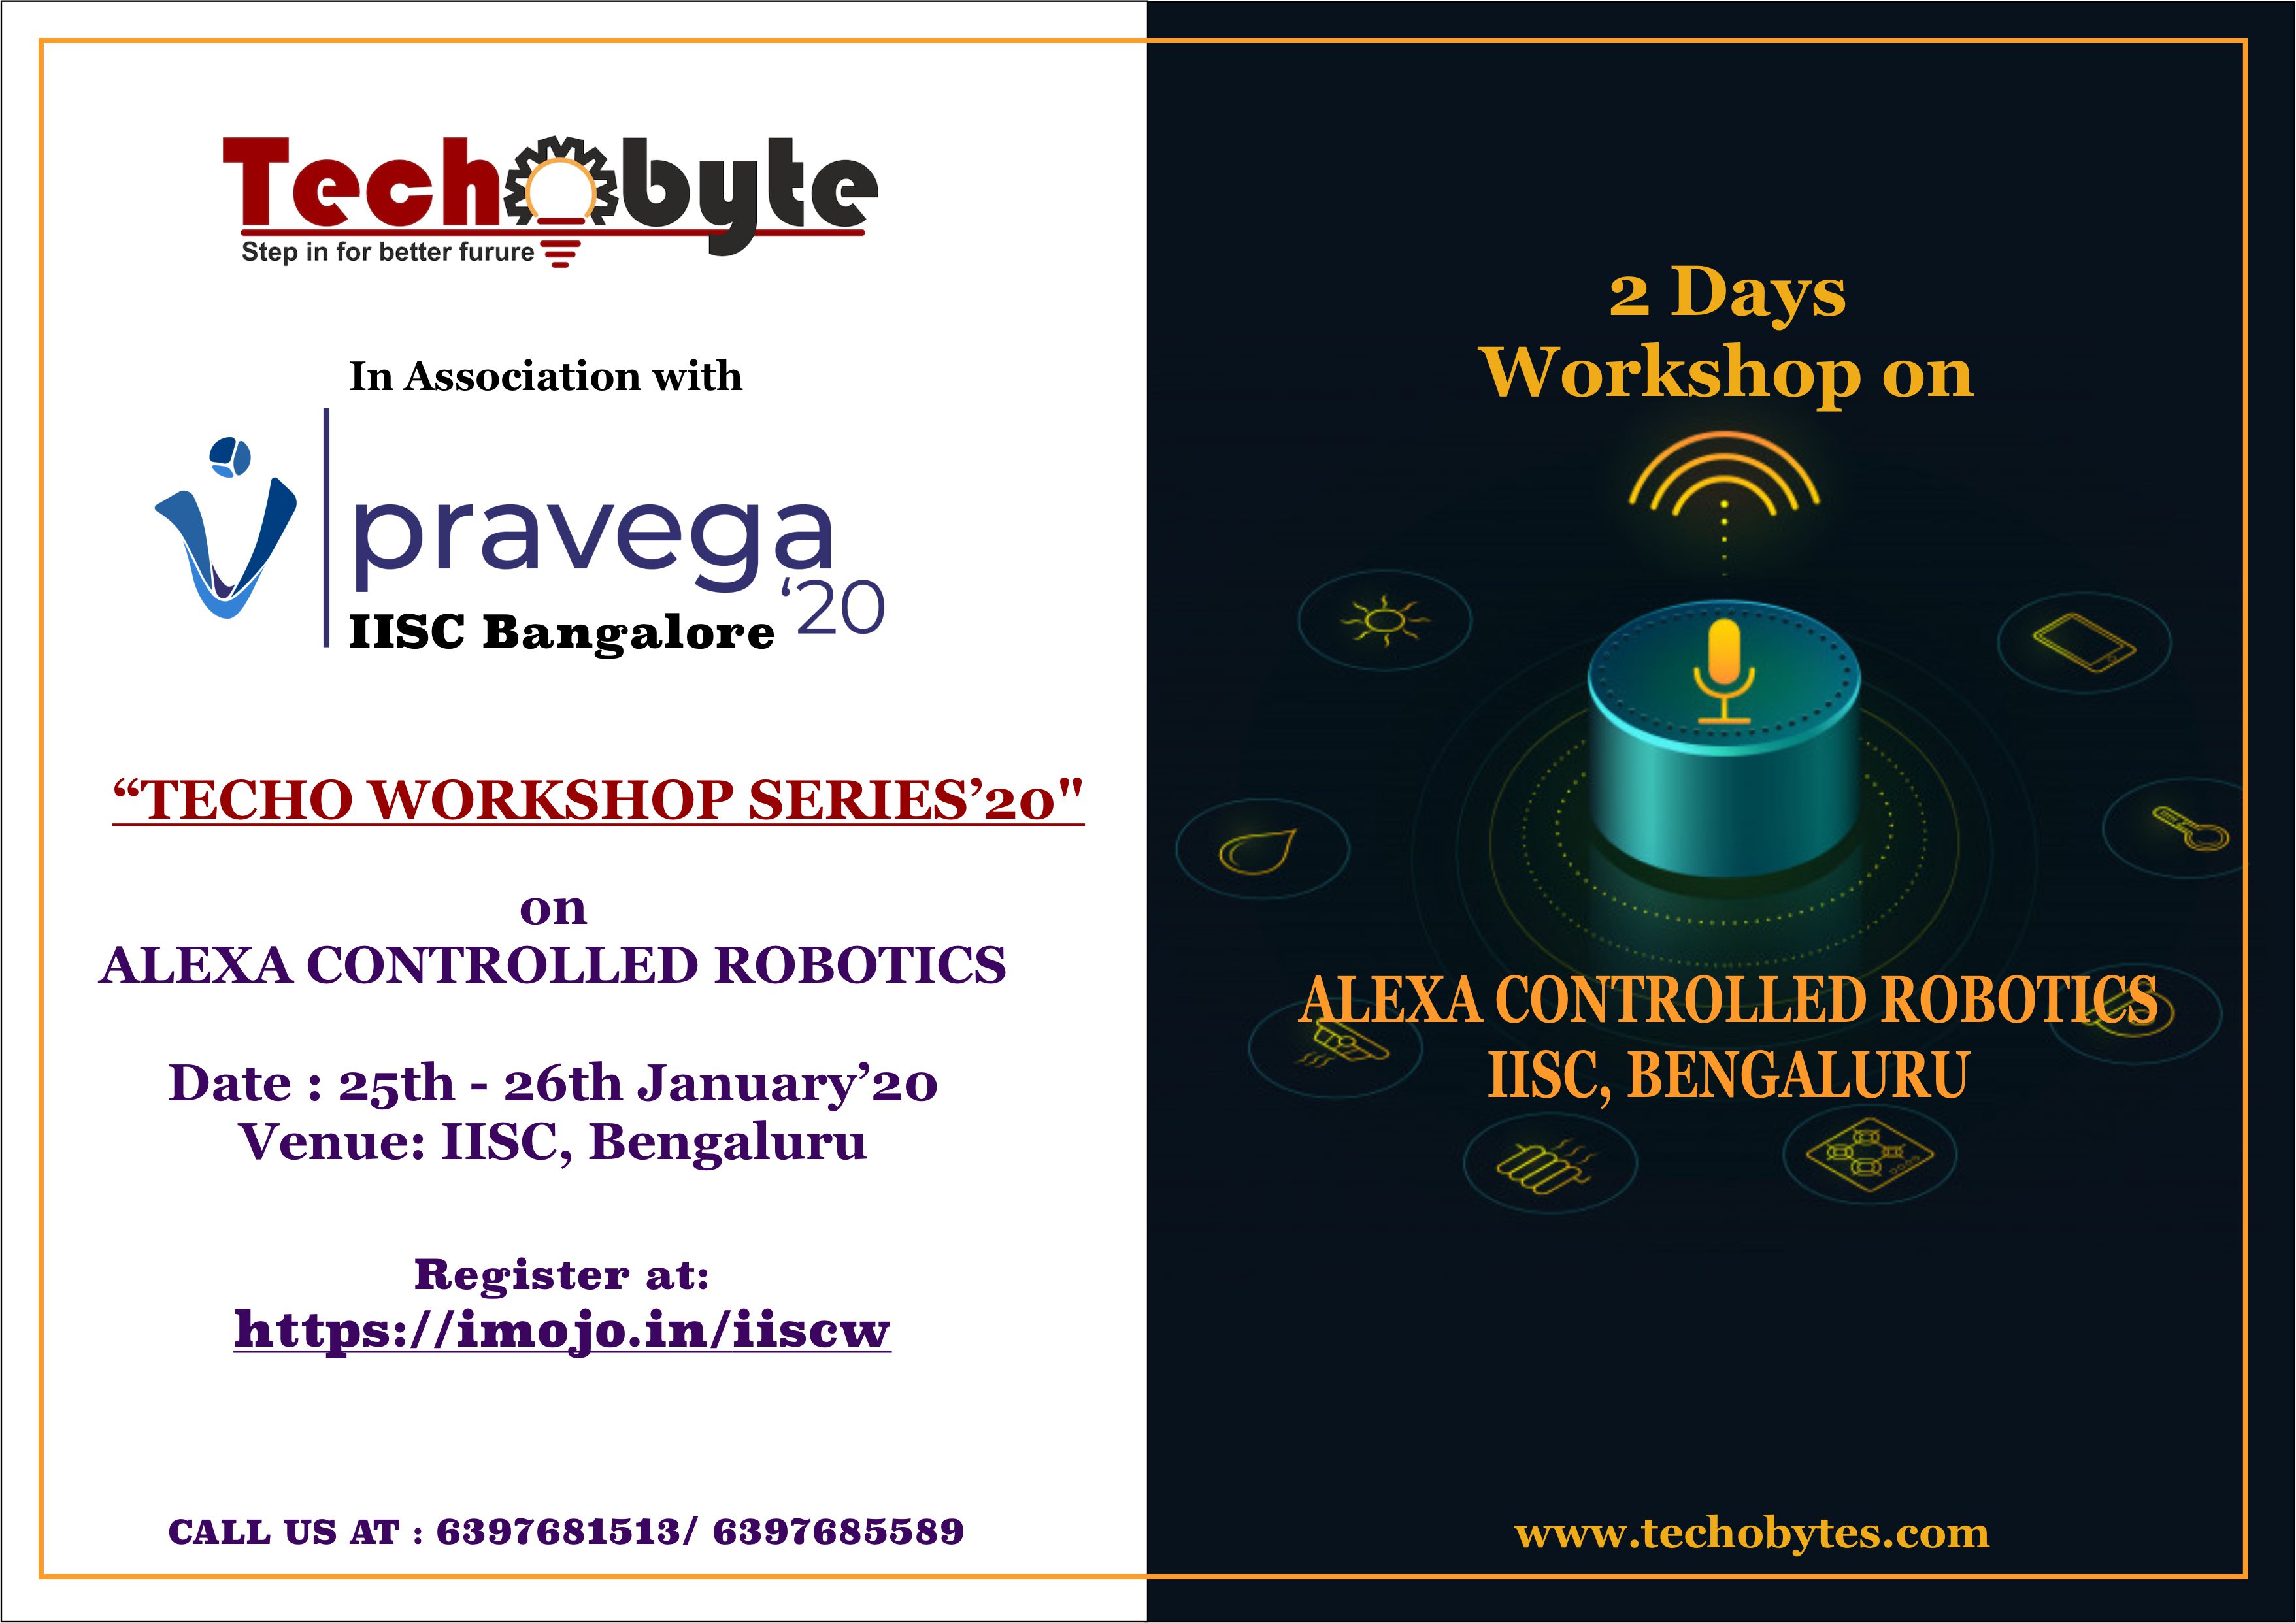 Techobyte
Step in for better furure
In Association with
pravega
‘20
IISC Bangalore
“TECHO WORKSHOP SERIES’20"
on
ALEXA CONTROLLED ROBOTICS
Date : 25th - 26th January’20
Venue: IISC, Bengaluru
Register at:
https://imojo.in/iiscw
CALL US AT : 6397681513/ 6397685589
2 Days
Workshop on
ALEXA CONTROLLED ROBOTICS
IISC, BENGALURU
www.techobytes.com